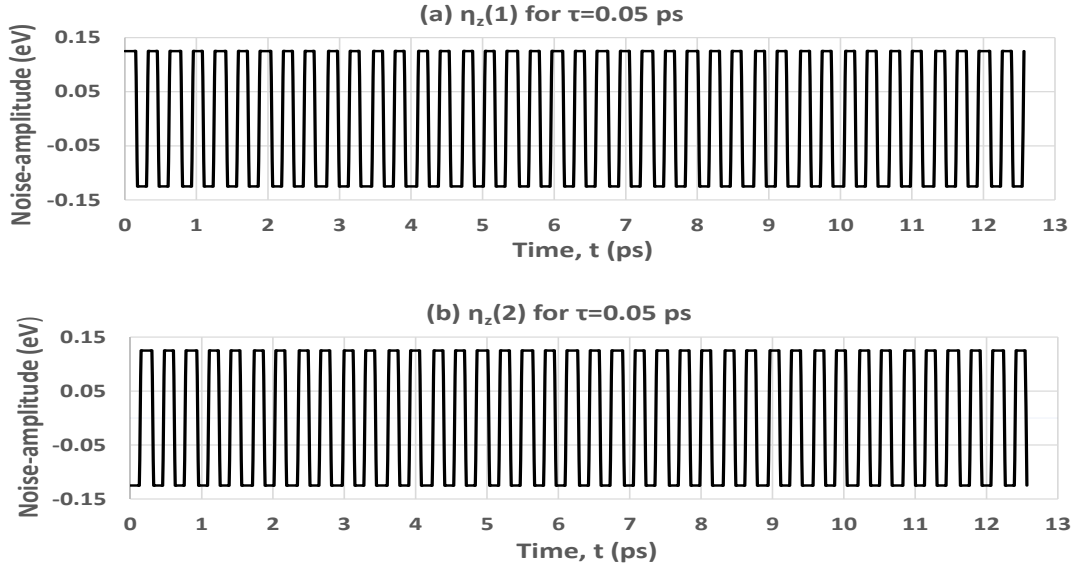 (a) ηz(1) for τ=0.05 ps
Noise-amplitude (eV)
0.15
0.05
-0.05
-0.15
0 1 2 3 4 5 6 7 8 9 10 11 12 13
Time, t (ps)
(b) ηz(2) for τ=0.05 ps
Noise-amplitude (eV)
0.15
0.05
-0.05
-0.15
0 1 2 3 4 5 6 7 8 9 10 11 12 13
Time, t (ps)